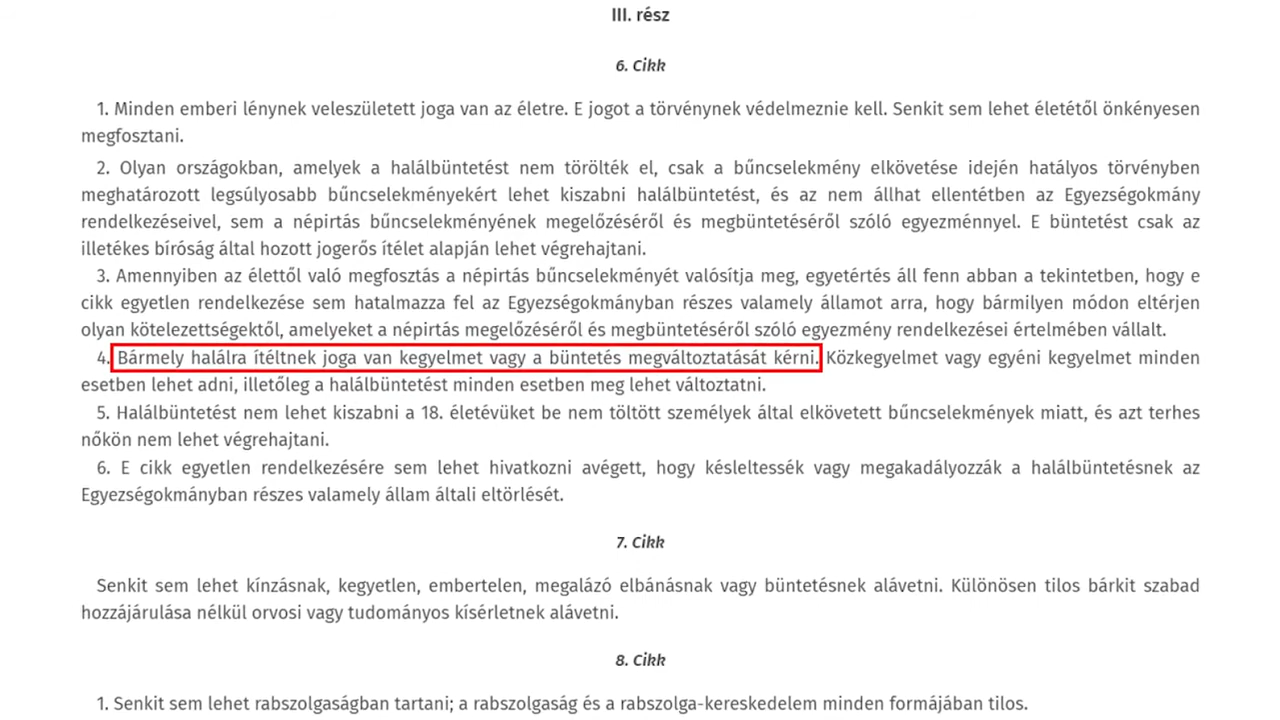 III. rész
6. Cikk
1. Minden emberi lénynek veleszületett joga van az életre. E jogot a törvénynek védelmeznie kell. Senkit sem lehet életétől önkényesen
megfosztani.
2. Olyan országokban, amelyek a halálbüntetést nem törölték el, csak a bűncselekmény elkövetése idején hatályos törvényben
meghatározott legsúlyosabb bűncselekményekért lehet kiszabni halálbüntetést, és az nem állhat ellentétben az Egyezségokmány
rendelkezéseivel, sem a népirtás bűncselekményének megelőzéséről és megbüntetéséről szóló egyezménnyel. E büntetést csak az
illetékes bíróság által hozott jogerős ítélet alapján lehet végrehajtani.
3. Amennyiben az élettől való megfosztás a népirtás bűncselekményét valósítja meg, egyetértés áll fenn abban a tekintetben, hogy e
cikk egyetlen rendelkezése sem hatalmazza fel az Egyezségokmányban részes valamely államot arra, hogy bármilyen módon eltérjen
olyan kötelezettségektől, amelyeket a népirtás megelőzéséről és megbüntetéséről szóló egyezmény rendelkezései értelmében vállalt.
4. Bármely halálra ítéltnek joga van kegyelmet vagy a büntetés megváltoztatását kérni. Közkegyelmet vagy egyéni kegyelmet minden
esetben lehet adni, illetőleg a halálbüntetést minden esetben meg lehet változtatni.
5. Halálbüntetést nem lehet kiszabni a 18. életévüket be nem töltött személyek által elkövetett bűncselekmények miatt, és azt terhes
nőkön nem lehet végrehajtani.
6. E cikk egyetlen rendelkezésére sem lehet hivatkozni avégett, hogy késleltessék vagy megakadályozzák a halálbüntetésnek az
Egyezségokmányban részes valamely állam általi eltörlését.
7. Cikk
Senkit sem lehet kínzásnak, kegyetlen, embertelen, megalázó elbánásnak vagy büntetésnek alávetni. Különösen tilos bárkit szabad
hozzájárulása nélkül orvosi vagy tudományos kísérletnek alávetni.
8. Cikk
1. Senkit sem lehet rabszolgaságban tartani; a rabszolgaság és a rabszolga-kereskedelem minden formájában tilos.